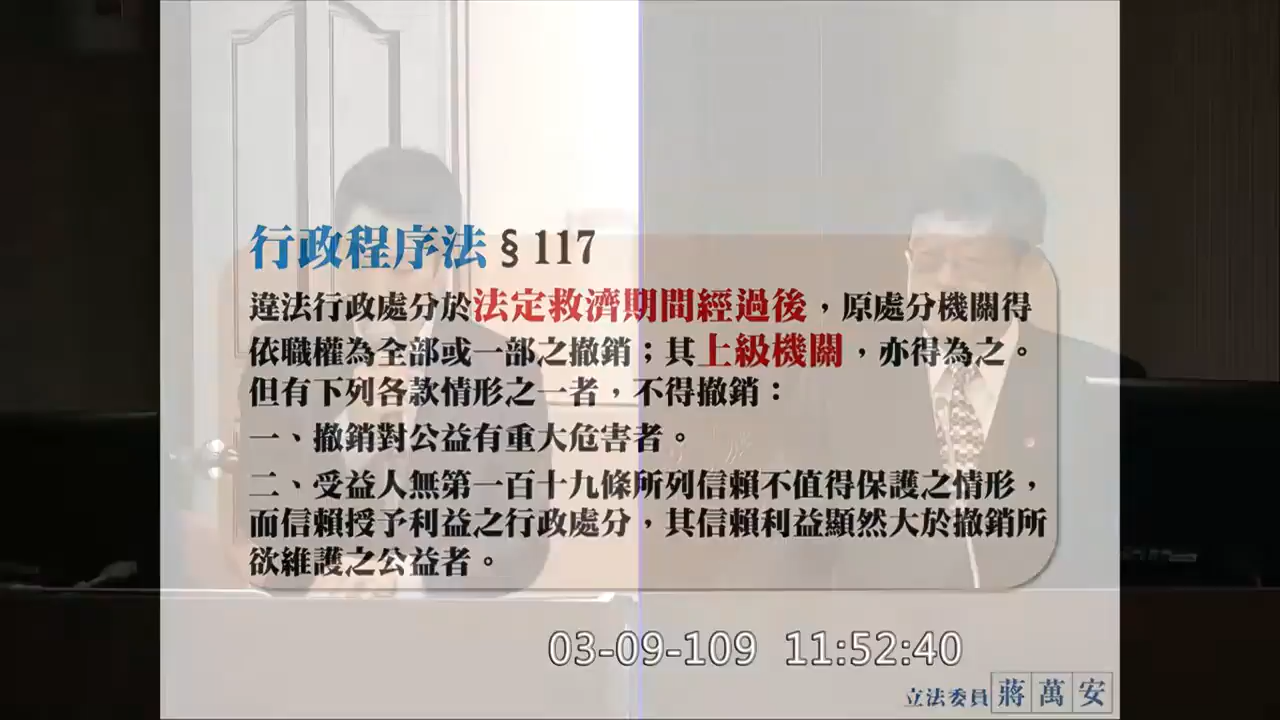 行政程序法§117
違法行政處分於法定救濟期間經過後，原處分機關得
依職權為全部或一部之撤銷；其上級機關，亦得為之。
但有下列各款情形之一者，不得撤銷：
一、撤銷對公益有重大危害者。
二、受益人無第一百十九條所列信賴不值得保護之情形，
而信賴授予利益之行政處分，其信賴利益顯然大於撤銷所
欲維護之公益者。
03-09-109 11:52:40
立法委員 蔣萬安